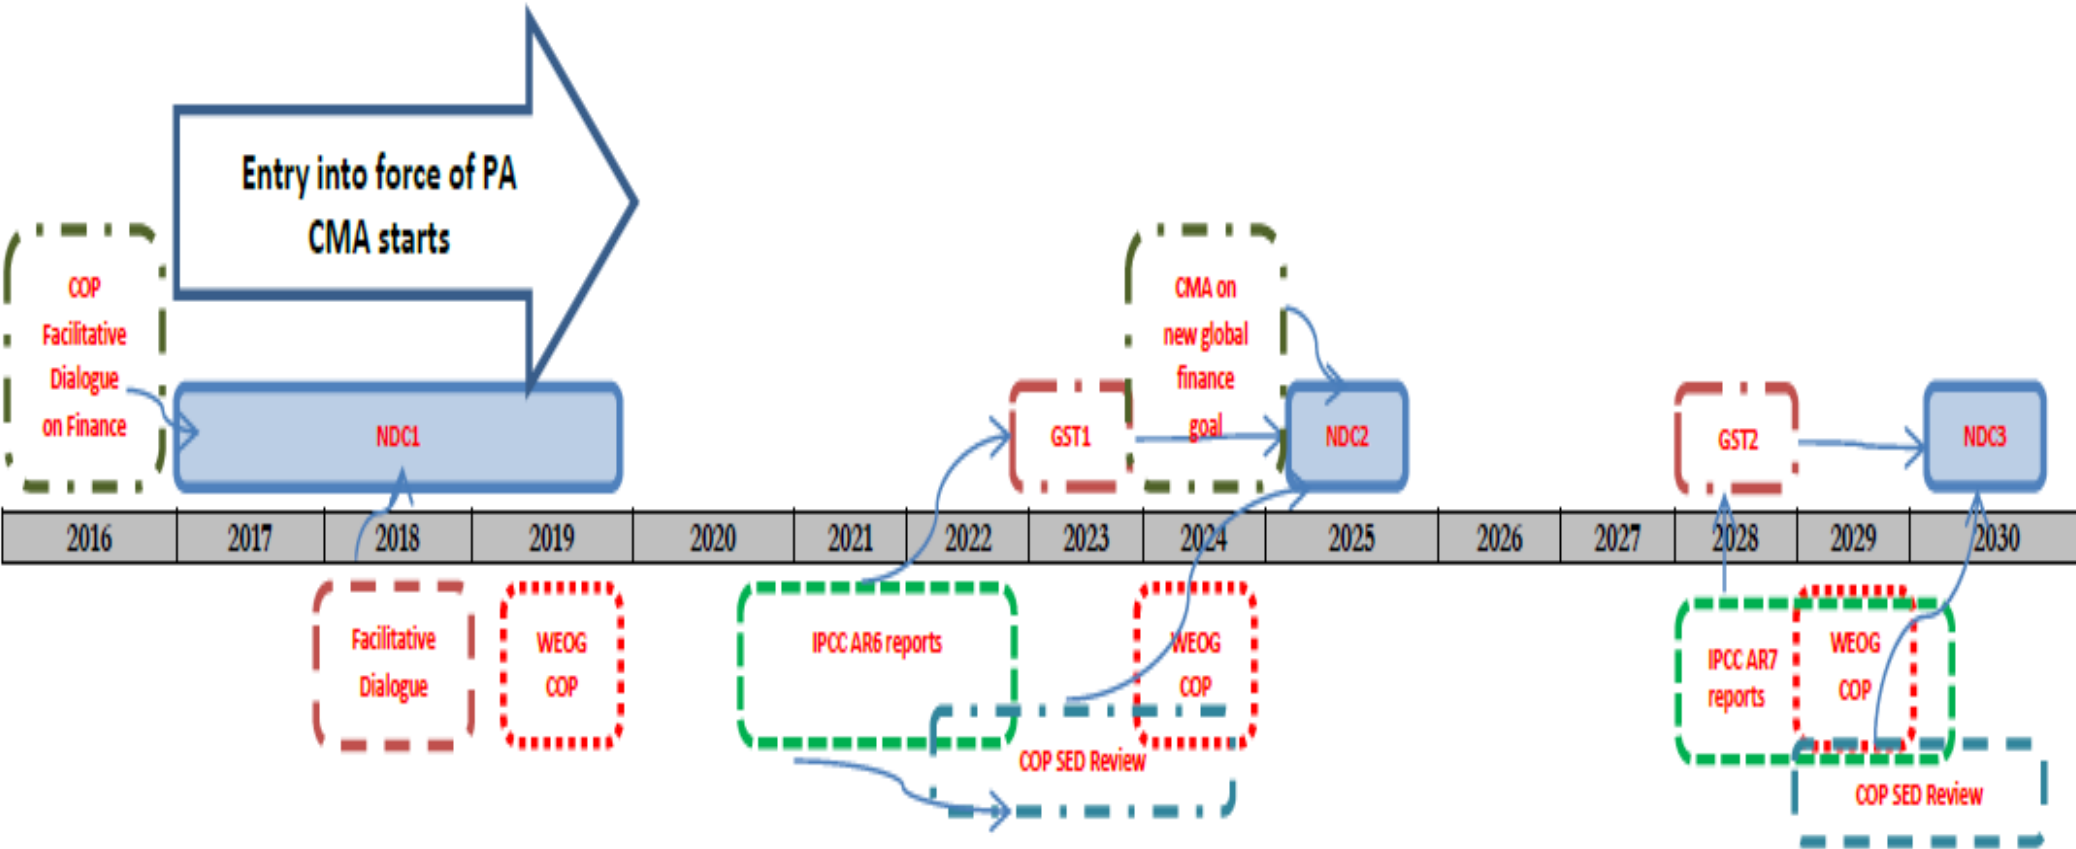 Entry into force of PA
CMA starts
COP
Facilitative
Dialogue
on Finance
NDC1
GST1
CMA on
new global
finance
goal
NDC2
GST2
NDC3
2016
2017
2018
2019
2020
2021
2022
2023
2024
2025
2026
2027
2028
2029
2030
Facilitative
Dialogue
WEOG
COP
IPCC AR6 reports
WEOG
COP
COP SED Review
IPCC AR7
reports
WEOG
COP
COP SED Review